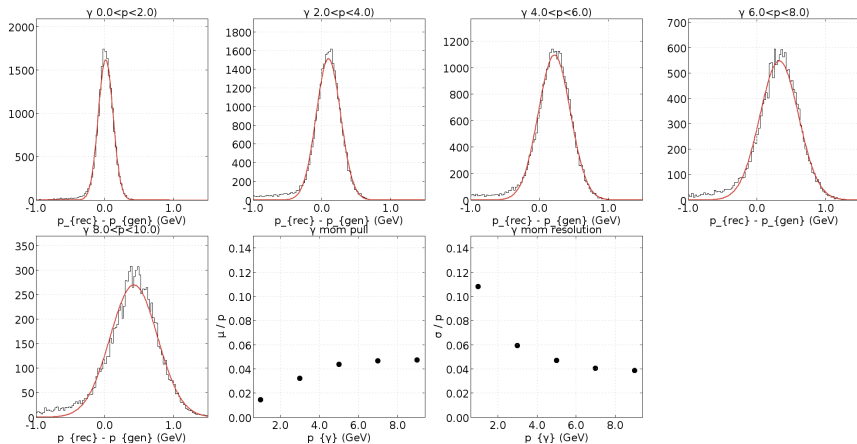 γ 0.0<p<2.0)
2000
1500
1000
500
0
-1.0 0.0 1.0
p_{rec} - p_{gen} (GeV)
γ 2.0<p<4.0)
1800
1600
1400
1200
1000
800
600
400
200
0
-1.0 0.0 1.0
p_{rec} - p_{gen} (GeV)
γ 4.0<p<6.0)
1200
1000
800
600
400
200
0
-1.0 0.0 1.0
p_{rec} - p_{gen} (GeV)
γ 6.0<p<8.0)
700
600
500
400
300
200
100
0
-1.0 0.0 1.0
p_{rec} - p_{gen} (GeV)
γ 8.0<p<10.0)
350
300
250
200
150
100
50
0
-1.0 0.0 1.0
p_{rec} - p_{gen} (GeV)
γ mom pull
μ / p
0.14
0.12
0.10
0.08
0.06
0.04
0.02
0.00
2.0 4.0 6.0 8.0
p_{γ} (GeV)
γ mom resolution
σ / p
0.14
0.12
0.10
0.08
0.06
0.04
0.02
0.00
2.0 4.0 6.0 8.0
p_{γ} (GeV)